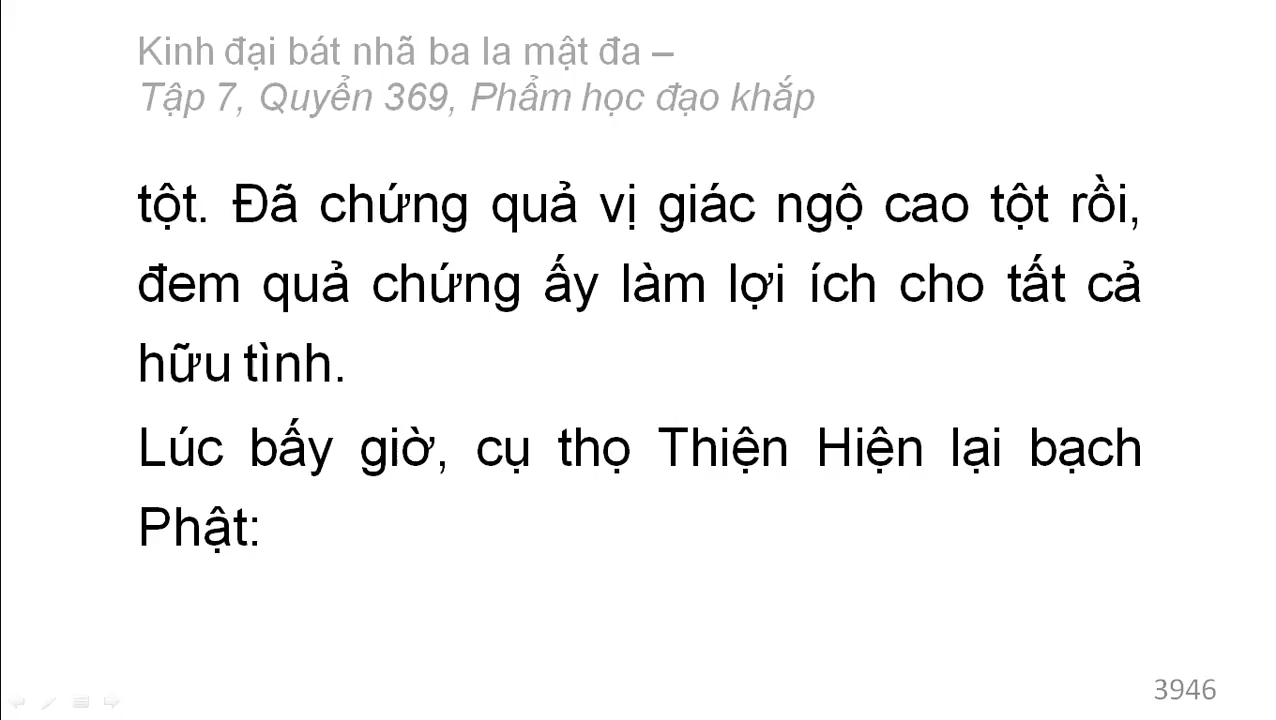 Kinh đại bát nhã ba la mật đa –
Tập 7, Quyển 369, Phẩm học đạo khắp
tột. Đã chứng quả vị giác ngộ cao tột rồi,
đem quả chứng ấy làm lợi ích cho tất cả
hữu tình.
Lúc bấy giờ, cụ thọ Thiện Hiện lại bạch
Phật:
3946